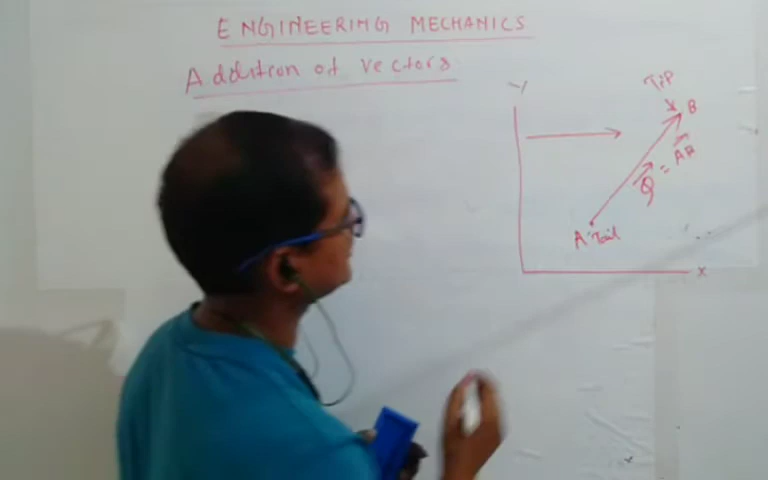 ENGINEERING MECHANICS
Addition of vectors
Y
Tip
B
Q = AB
A Tail
X